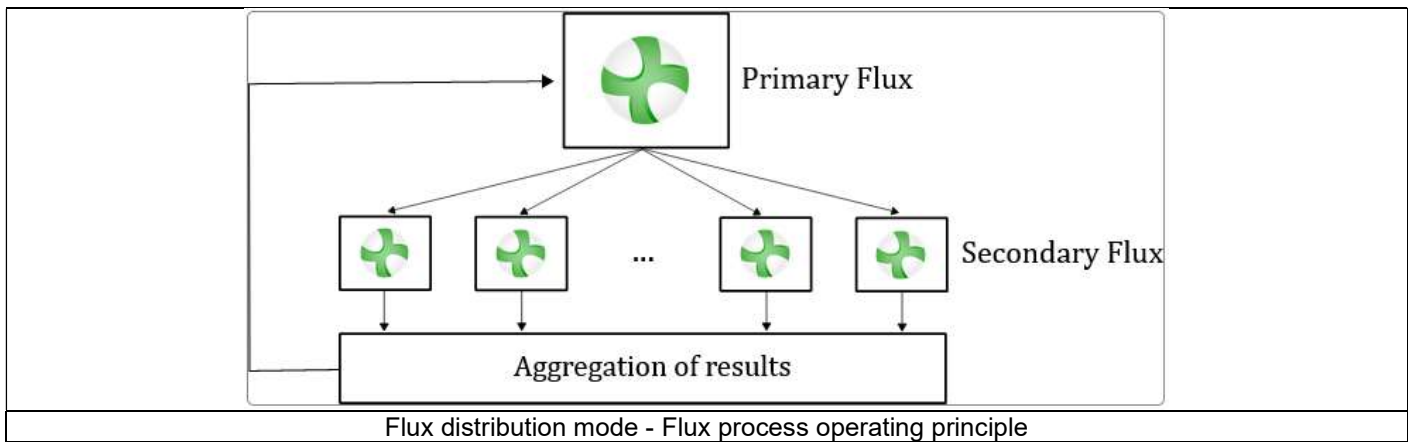 Primary Flux
... Secondary Flux
Aggregation of results
Flux distribution mode - Flux process operating principle